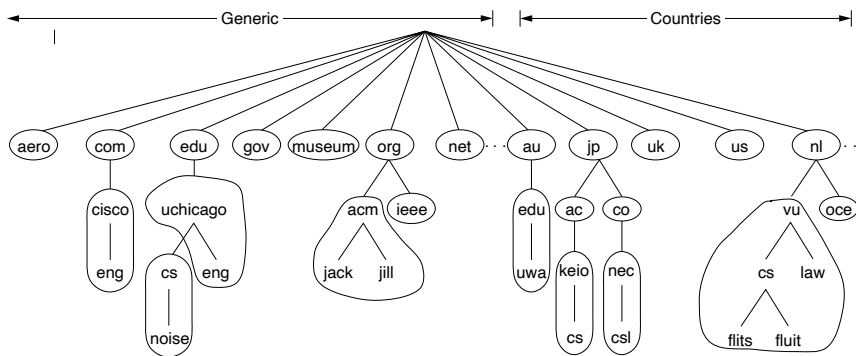 Generic Countries
aero com edu gov museum org net ... au jp uk us nl ...
cisco uchicago acm ieee edu ac co vu oce
eng cs eng jack jill uwa keio nec cs law
noise cs csl flits fluit